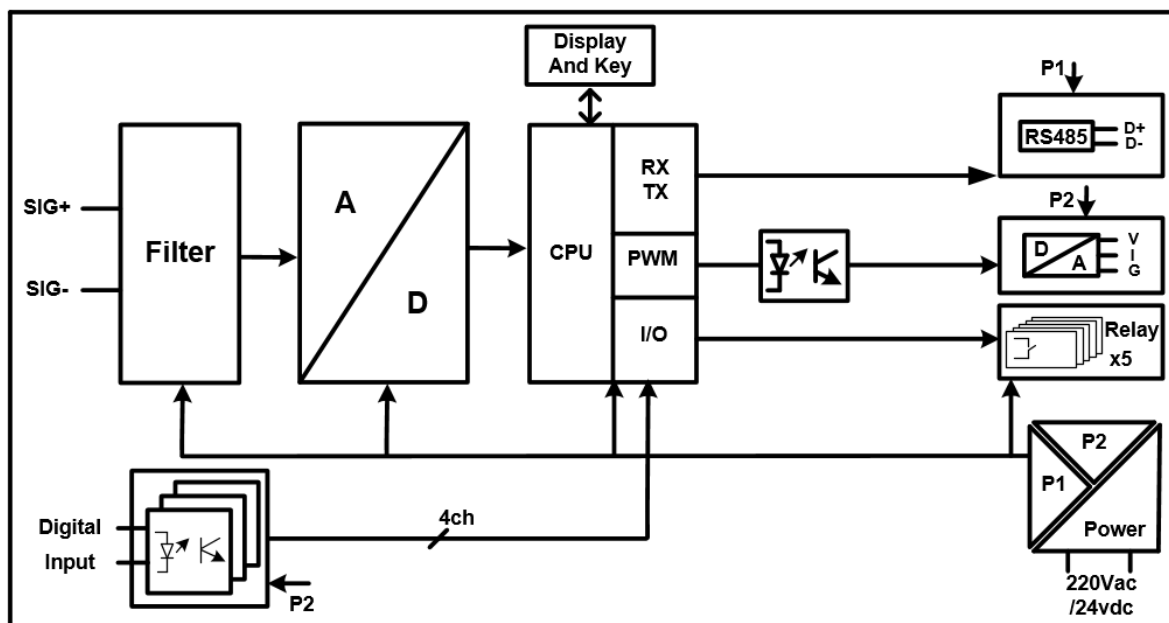 Display
And Key
P1
RS485
D+
D-
RX
TX
SIG+
SIG-
Filter
A
D
CPU
PWM
I/O
P2
D
A
V
I
G
Relay
x5
P2
P1
Power
Digital
Input
4ch
P2
220Vac
/24vdc